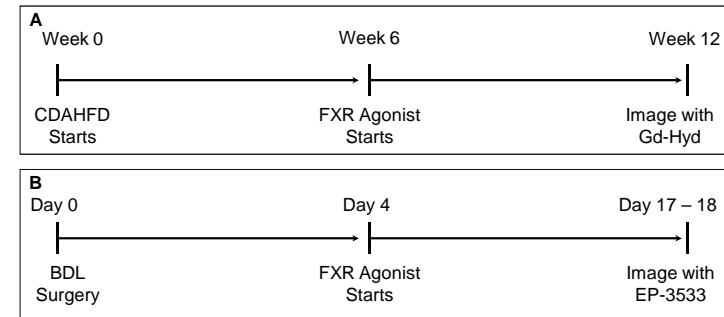 A
Week 0 Week 6 Week 12
CDAHFD FXR Agonist Image with
Starts Starts Gd-Hyd
B
Day 0 Day 4 Day 17 – 18
BDL FXR Agonist Image with
Surgery Starts EP-3533